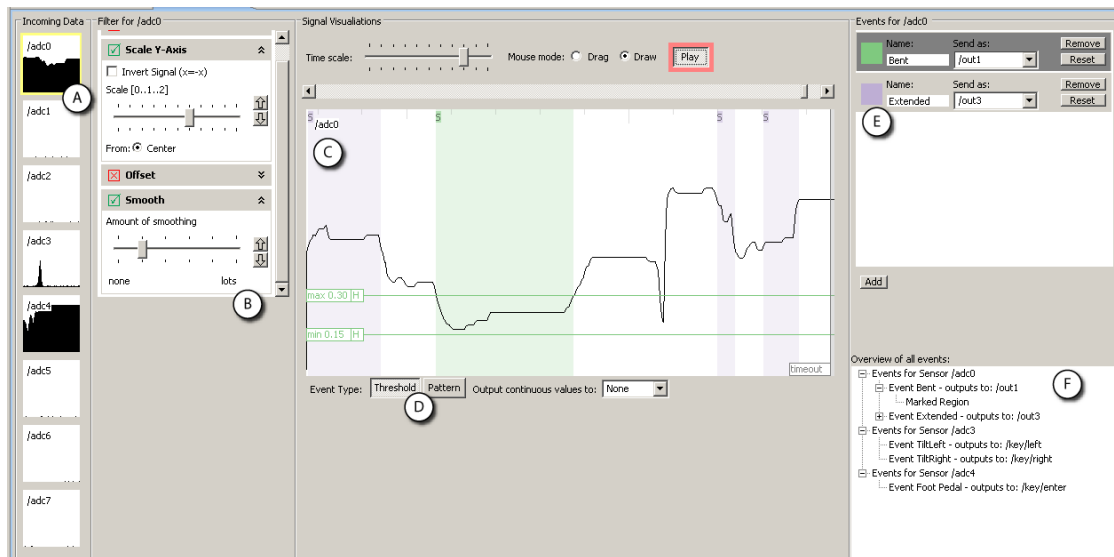 Incoming Data
/adc0
A
/adc1
/adc2
/adc3
/adc4
/adc5
/adc6
/adc7
Filter for /adc0
Scale Y-Axis
Invert Signal (x=-x)
Scale [0..1..2]
From: Center
Offset
Smooth
Amount of smoothing
none lots
B
Signal Visualiations
Time scale: Mouse mode: Drag Draw Play
S S S S
/adc0
C
max 0.30 H
min 0.15 H
timeout
Event Type: Threshold Pattern Output continuous values to: None
D
Events for /adc0
Name: Send as: Remove
Bent /out1 Reset
Name: Send as: Remove
Extended /out3 Reset
E
Add
Overview of all events:
Events for Sensor /adc0
Event Bent - outputs to: /out1
Marked Region
Event Extended - outputs to: /out3
Events for Sensor /adc3
Event TiltLeft - outputs to: /key/left
Event TiltRight - outputs to: /key/right
Events for Sensor /adc4
Event Foot Pedal - outputs to: /key/enter
F